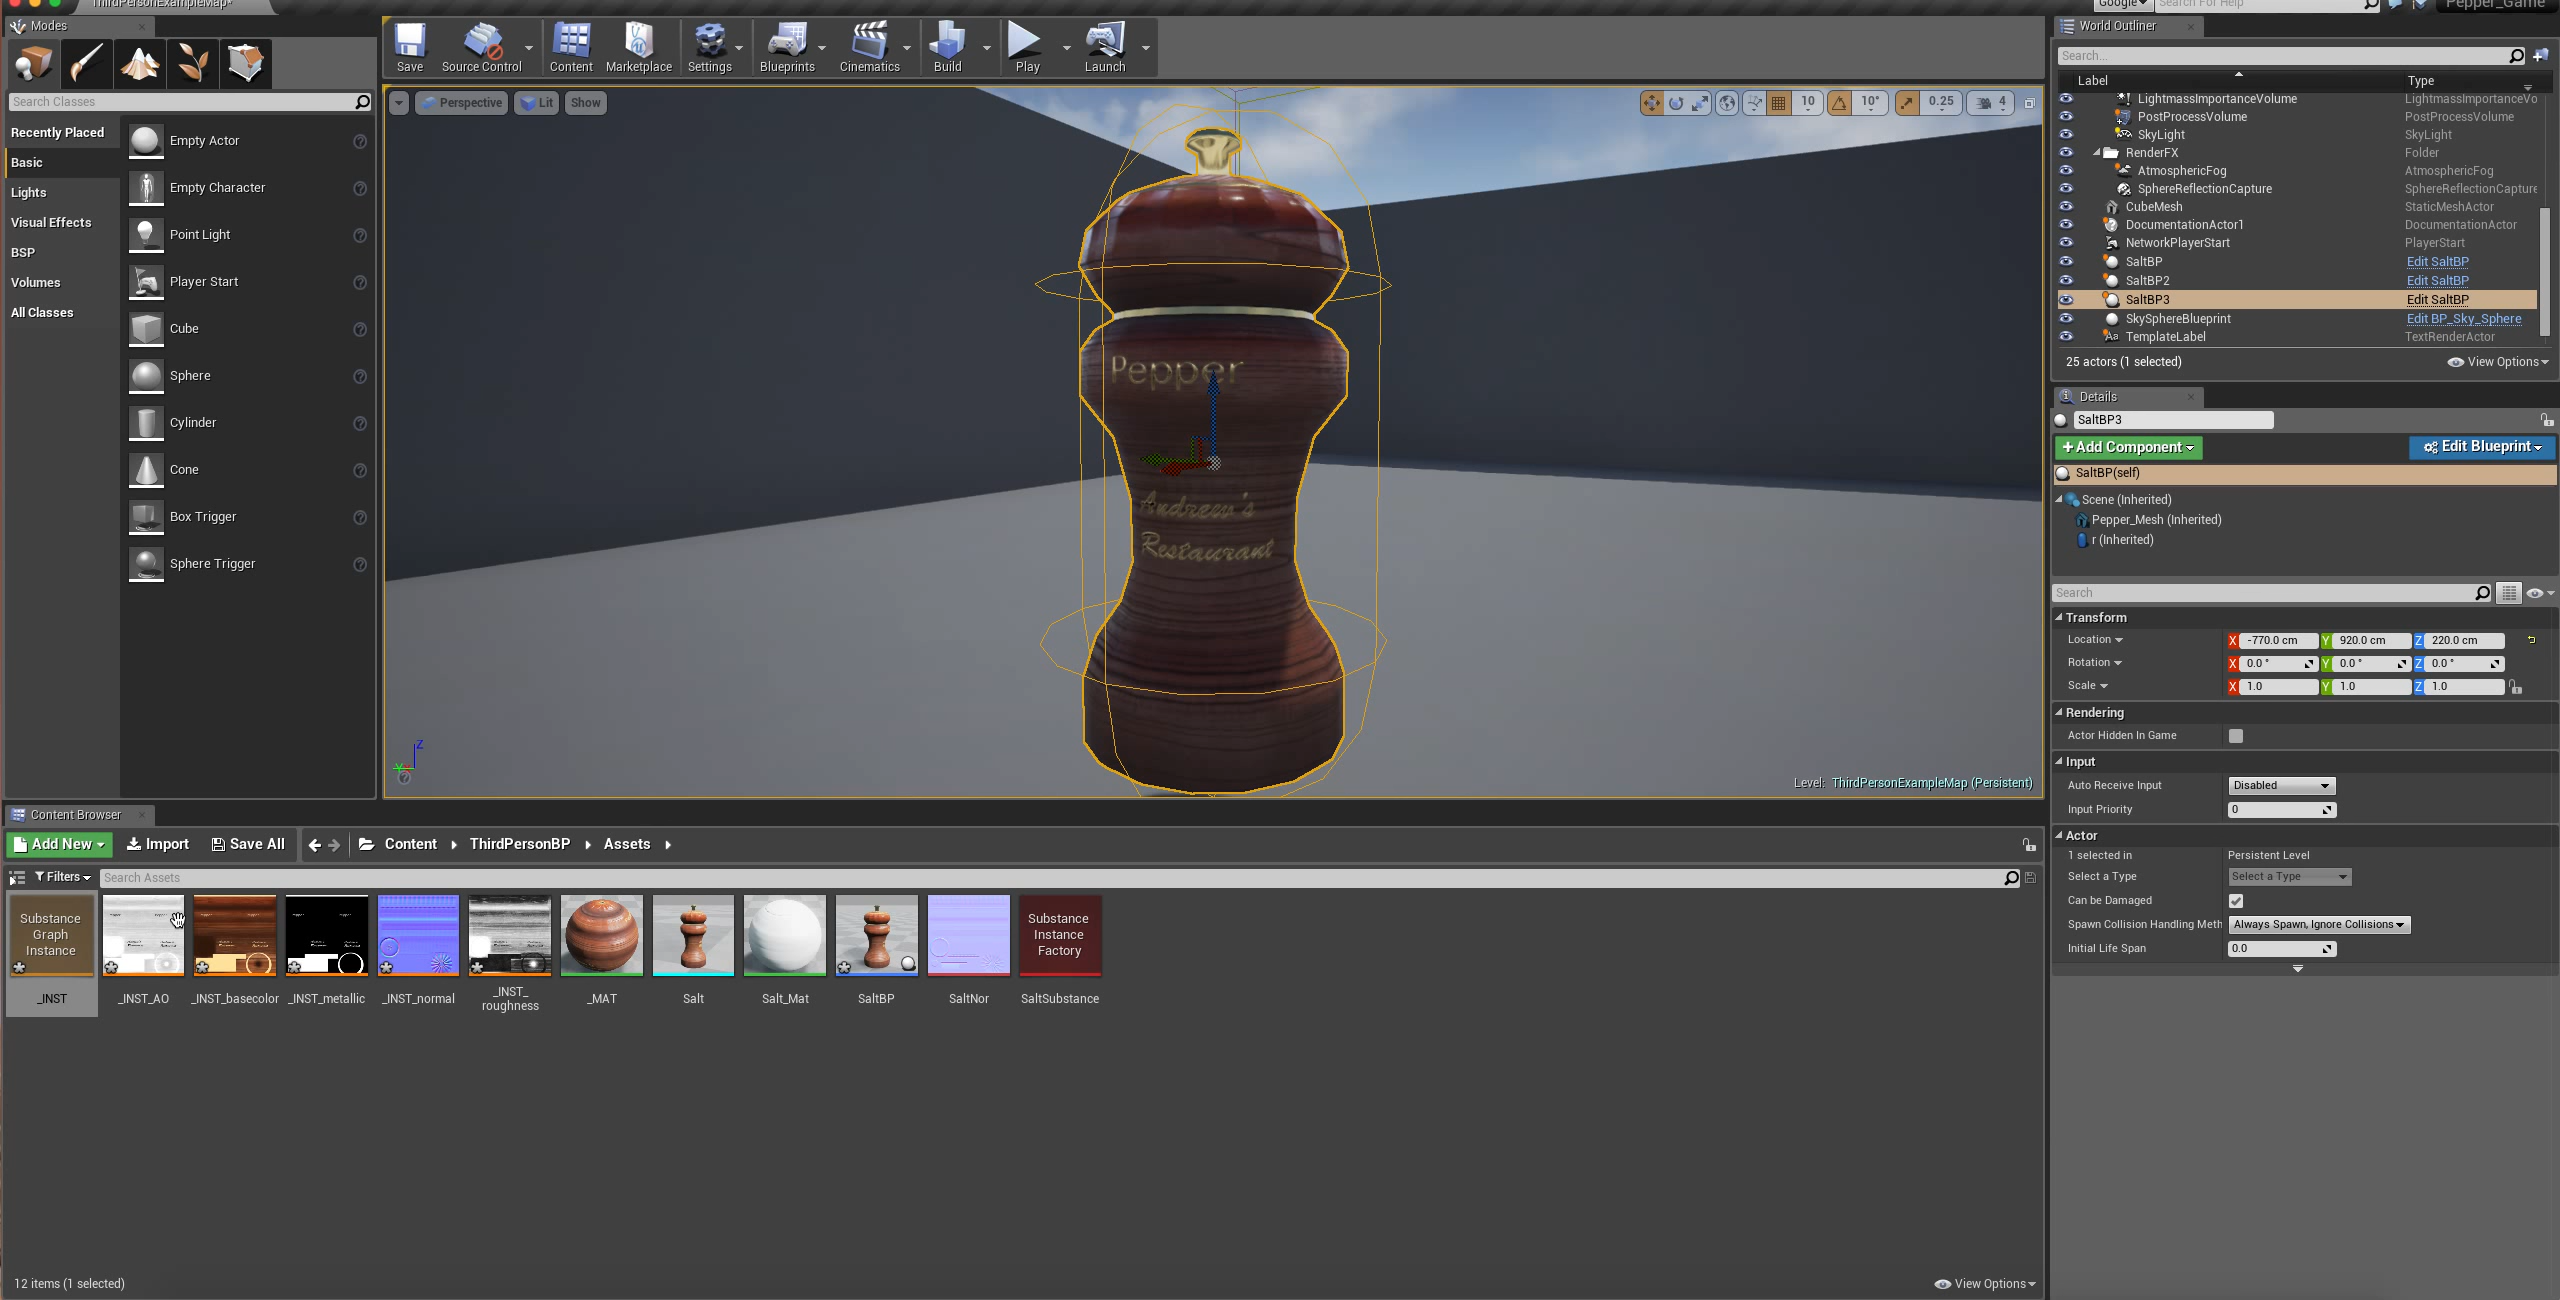 ThirdPersonExampleMap*
Google
Search For Help
Pepper_Game
Modes
Search Classes
Recently Placed
Basic
Lights
Visual Effects
BSP
Volumes
All Classes
Empty Actor
Empty Character
Point Light
Player Start
Cube
Sphere
Cylinder
Cone
Box Trigger
Sphere Trigger
Save
Source Control
Content
Marketplace
Settings
Blueprints
Cinematics
Build
Play
Launch
Perspective
Lit
Show
10
10°
0.25
4
Pepper
Andrew's
Restaurant
Z
Level: ThirdPersonExampleMap (Persistent)
World Outliner
Search...
Label Type
LightmassImportanceVolume LightmassImportanceVo
PostProcessVolume PostProcessVolume
SkyLight SkyLight
RenderFX Folder
AtmosphericFog AtmosphericFog
SphereReflectionCapture SphereReflectionCapture
CubeMesh StaticMeshActor
DocumentationActor1 DocumentationActor
NetworkPlayerStart PlayerStart
SaltBP Edit SaltBP
SaltBP2 Edit SaltBP
SaltBP3 Edit SaltBP
SkySphereBlueprint Edit BP_Sky_Sphere
TemplateLabel TextRenderActor
25 actors (1 selected)
View Options
Details
SaltBP3
+Add Component
Edit Blueprint
SaltBP(self)
Scene (Inherited)
Pepper_Mesh (Inherited)
r (Inherited)
Search
Transform
Location X -770.0 cm Y 920.0 cm Z 220.0 cm
Rotation X 0.0 ° Y 0.0 ° Z 0.0 °
Scale X 1.0 Y 1.0 Z 1.0
Rendering
Actor Hidden In Game
Input
Auto Receive Input Disabled
Input Priority 0
Actor
1 selected in Persistent Level
Select a Type Select a Type
Can be Damaged
Spawn Collision Handling Meth Always Spawn, Ignore Collisions
Initial Life Span 0.0
Content Browser
Add New
Import
Save All
Content
ThirdPersonBP
Assets
Filters
Search Assets
Substance
Graph
Instance
Substance
Instance
Factory
_INST
_INST_AO
_INST_basecolor
_INST_metallic
_INST_normal
_INST_
roughness
_MAT
Salt
Salt_Mat
SaltBP
SaltNor
SaltSubstance
12 items (1 selected)
View Options